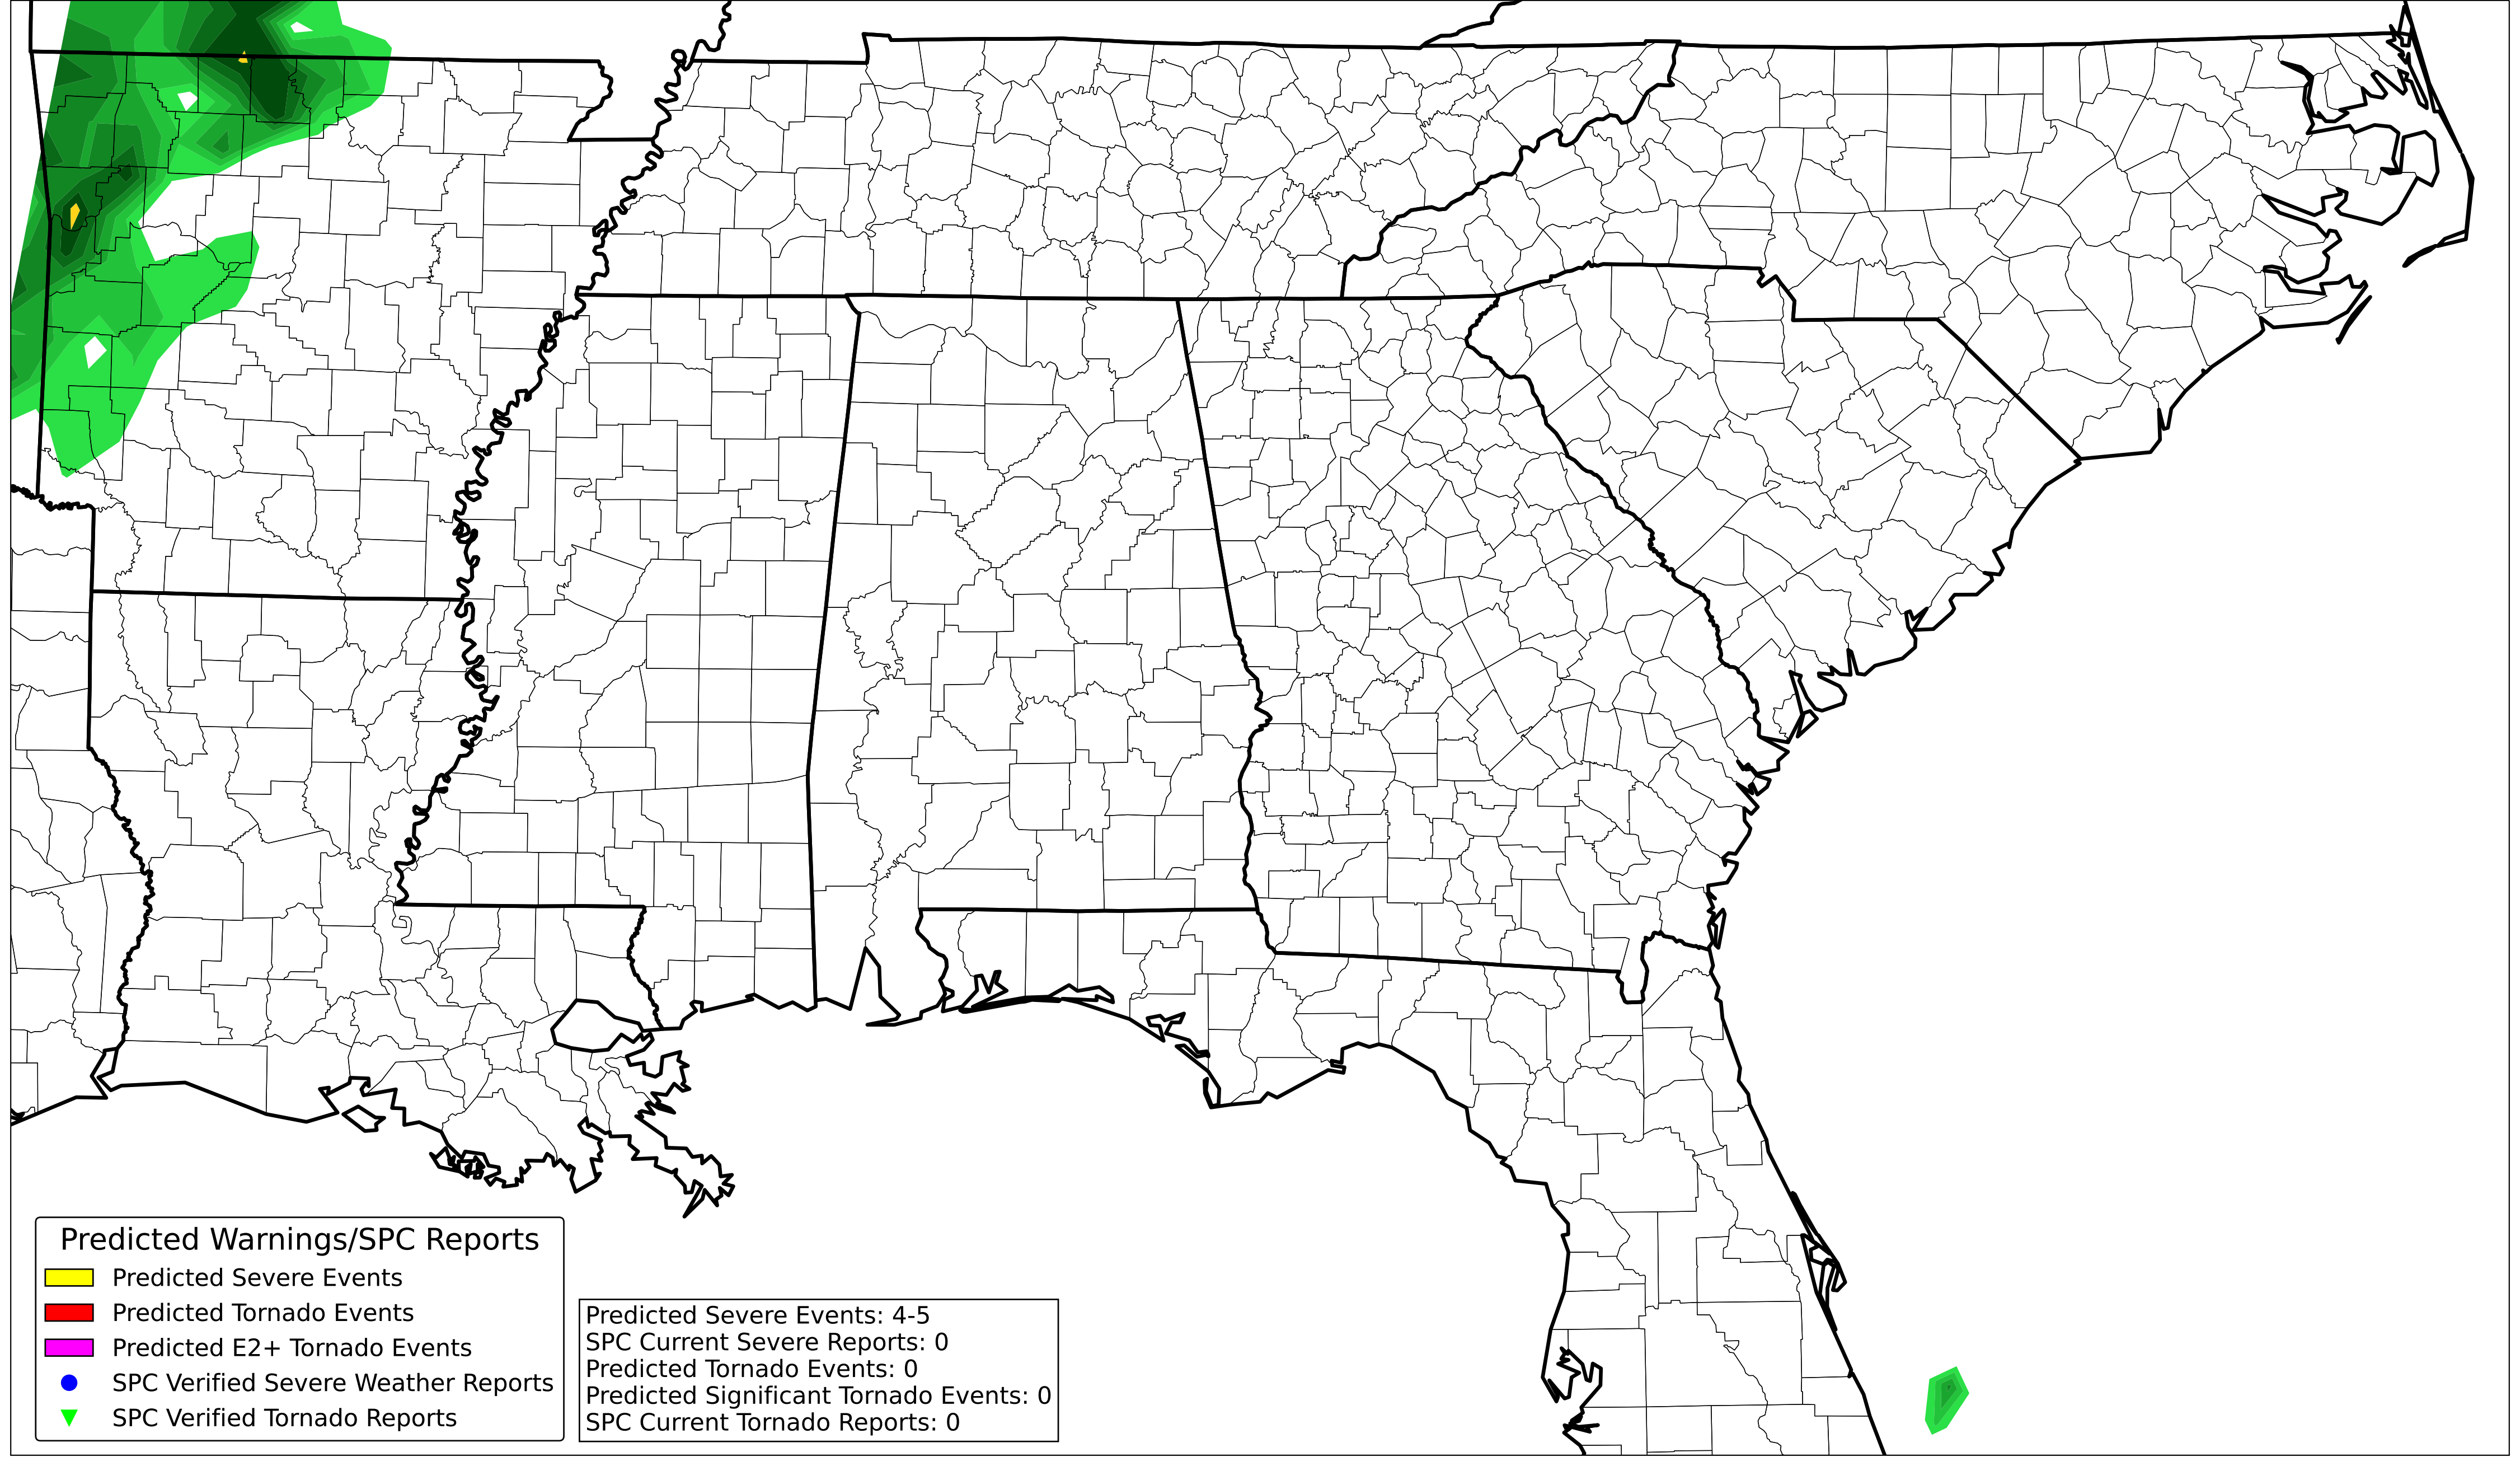 Predicted Warnings/SPC Reports
Predicted Severe Events
Predicted Tornado Events
Predicted E2+ Tornado Events
SPC Verified Severe Weather Reports
SPC Verified Tornado Reports
Predicted Severe Events: 4-5
SPC Current Severe Reports: 0
Predicted Tornado Events: 0
Predicted Significant Tornado Events: 0
SPC Current Tornado Reports: 0